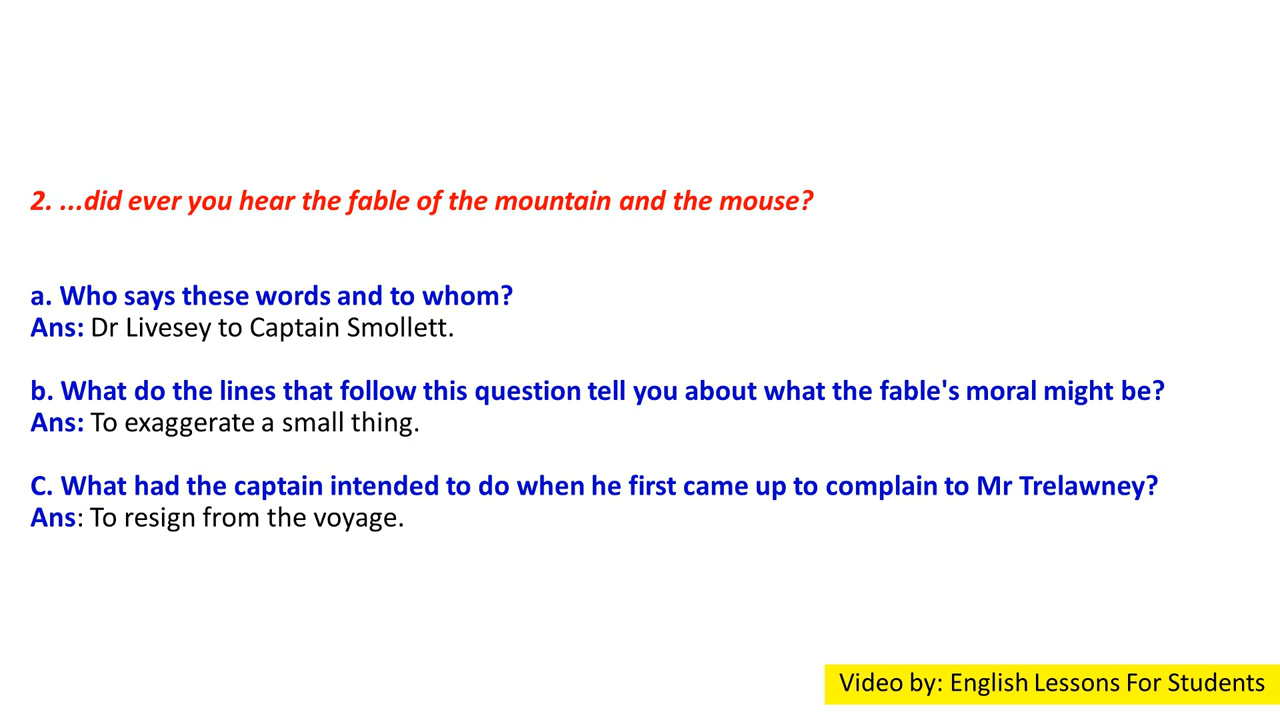 2. ...did ever you hear the fable of the mountain and the mouse?
a. Who says these words and to whom?
Ans: Dr Livesey to Captain Smollett.
b. What do the lines that follow this question tell you about what the fable's moral might be?
Ans: To exaggerate a small thing.
C. What had the captain intended to do when he first came up to complain to Mr Trelawney?
Ans: To resign from the voyage.
Video by: English Lessons For Students